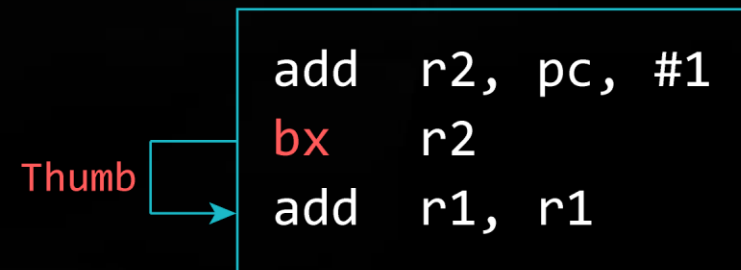 add r2, pc, #1
bx r2
Thumb
add r1, r1